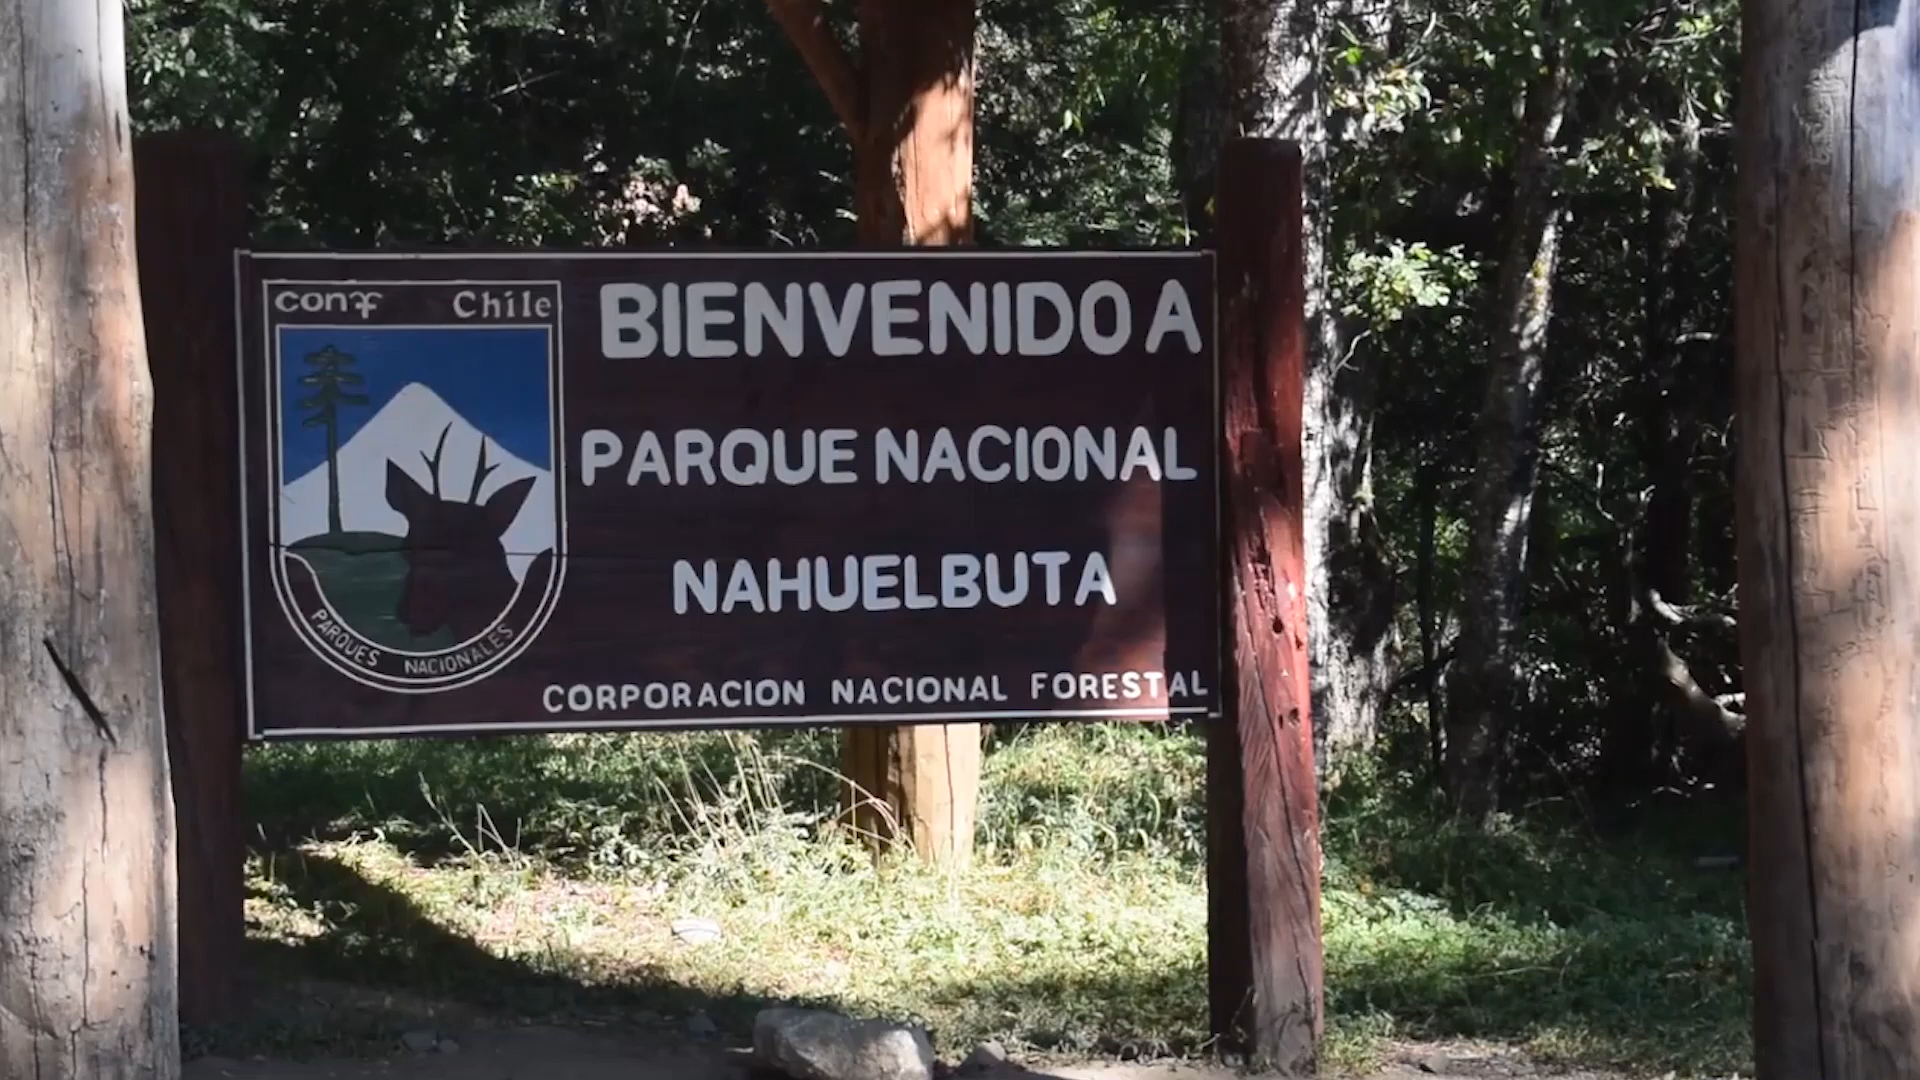 conaf Chile
BIENVENIDO A
PARQUE NACIONAL
NAHUELBUTA
PARQUES NACIONALES
CORPORACION NACIONAL FORESTAL